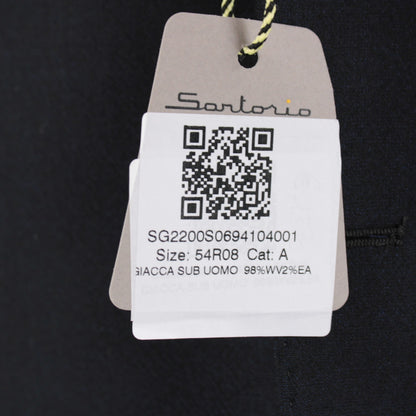 Sartorio
SG2200S0694104001
Size: 54R08 Cat: A
GIACCA SUB UOMO 98%WV2%EA